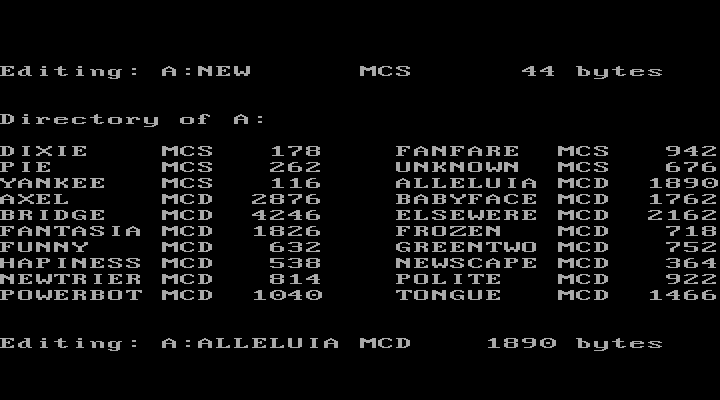 Editing: A:NEW MCS 44 bytes
Directory of A:
DIXIE MCS 178 FANFARE MCS 942
PIE MCS 262 UNKNOWN MCS 676
YANKEE MCS 116 ALLELUIA MCD 1890
AXEL MCD 2876 BABYFACE MCD 1762
BRIDGE MCD 4246 ELSEWERE MCD 2162
FANTASIA MCD 1826 FROZEN MCD 718
FUNNY MCD 632 GREENTWO MCD 752
HAPINESS MCD 538 NEWSCAPE MCD 364
NEWTRIER MCD 814 POLITE MCD 922
POWERBOT MCD 1040 TONGUE MCD 1466
Editing: A:ALLELUIA MCD 1890 bytes